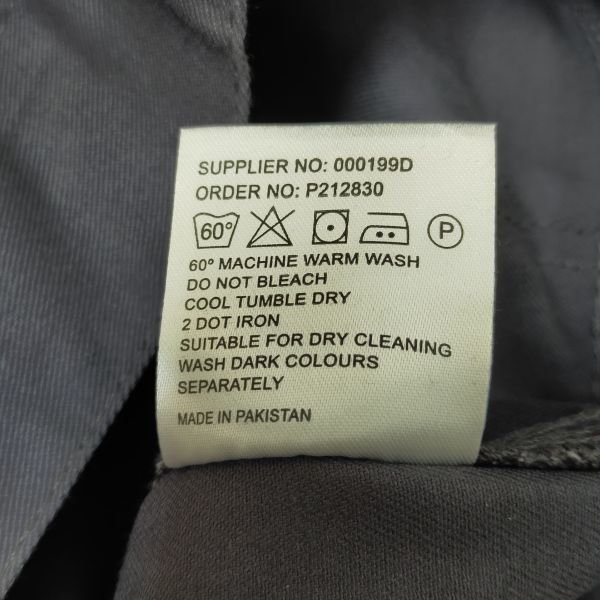 SUPPLIER NO: 000199D
ORDER NO: P212830
60° P
60º MACHINE WARM WASH
DO NOT BLEACH
COOL TUMBLE DRY
2 DOT IRON
SUITABLE FOR DRY CLEANING
WASH DARK COLOURS
SEPARATELY
MADE IN PAKISTAN